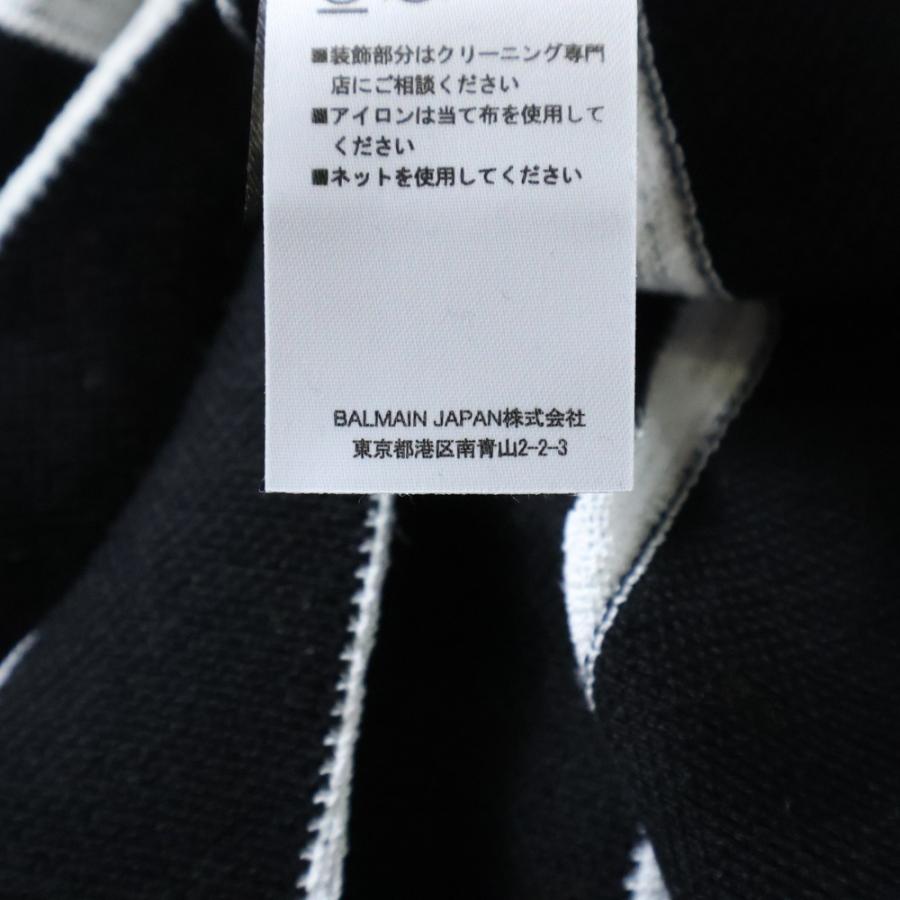 ■装飾部分はクリーニング専門
店にご相談ください
■アイロンは当て布を使用して
ください
■ネットを使用してください
BALMAIN JAPAN株式会社
東京都港区南青山2-2-3